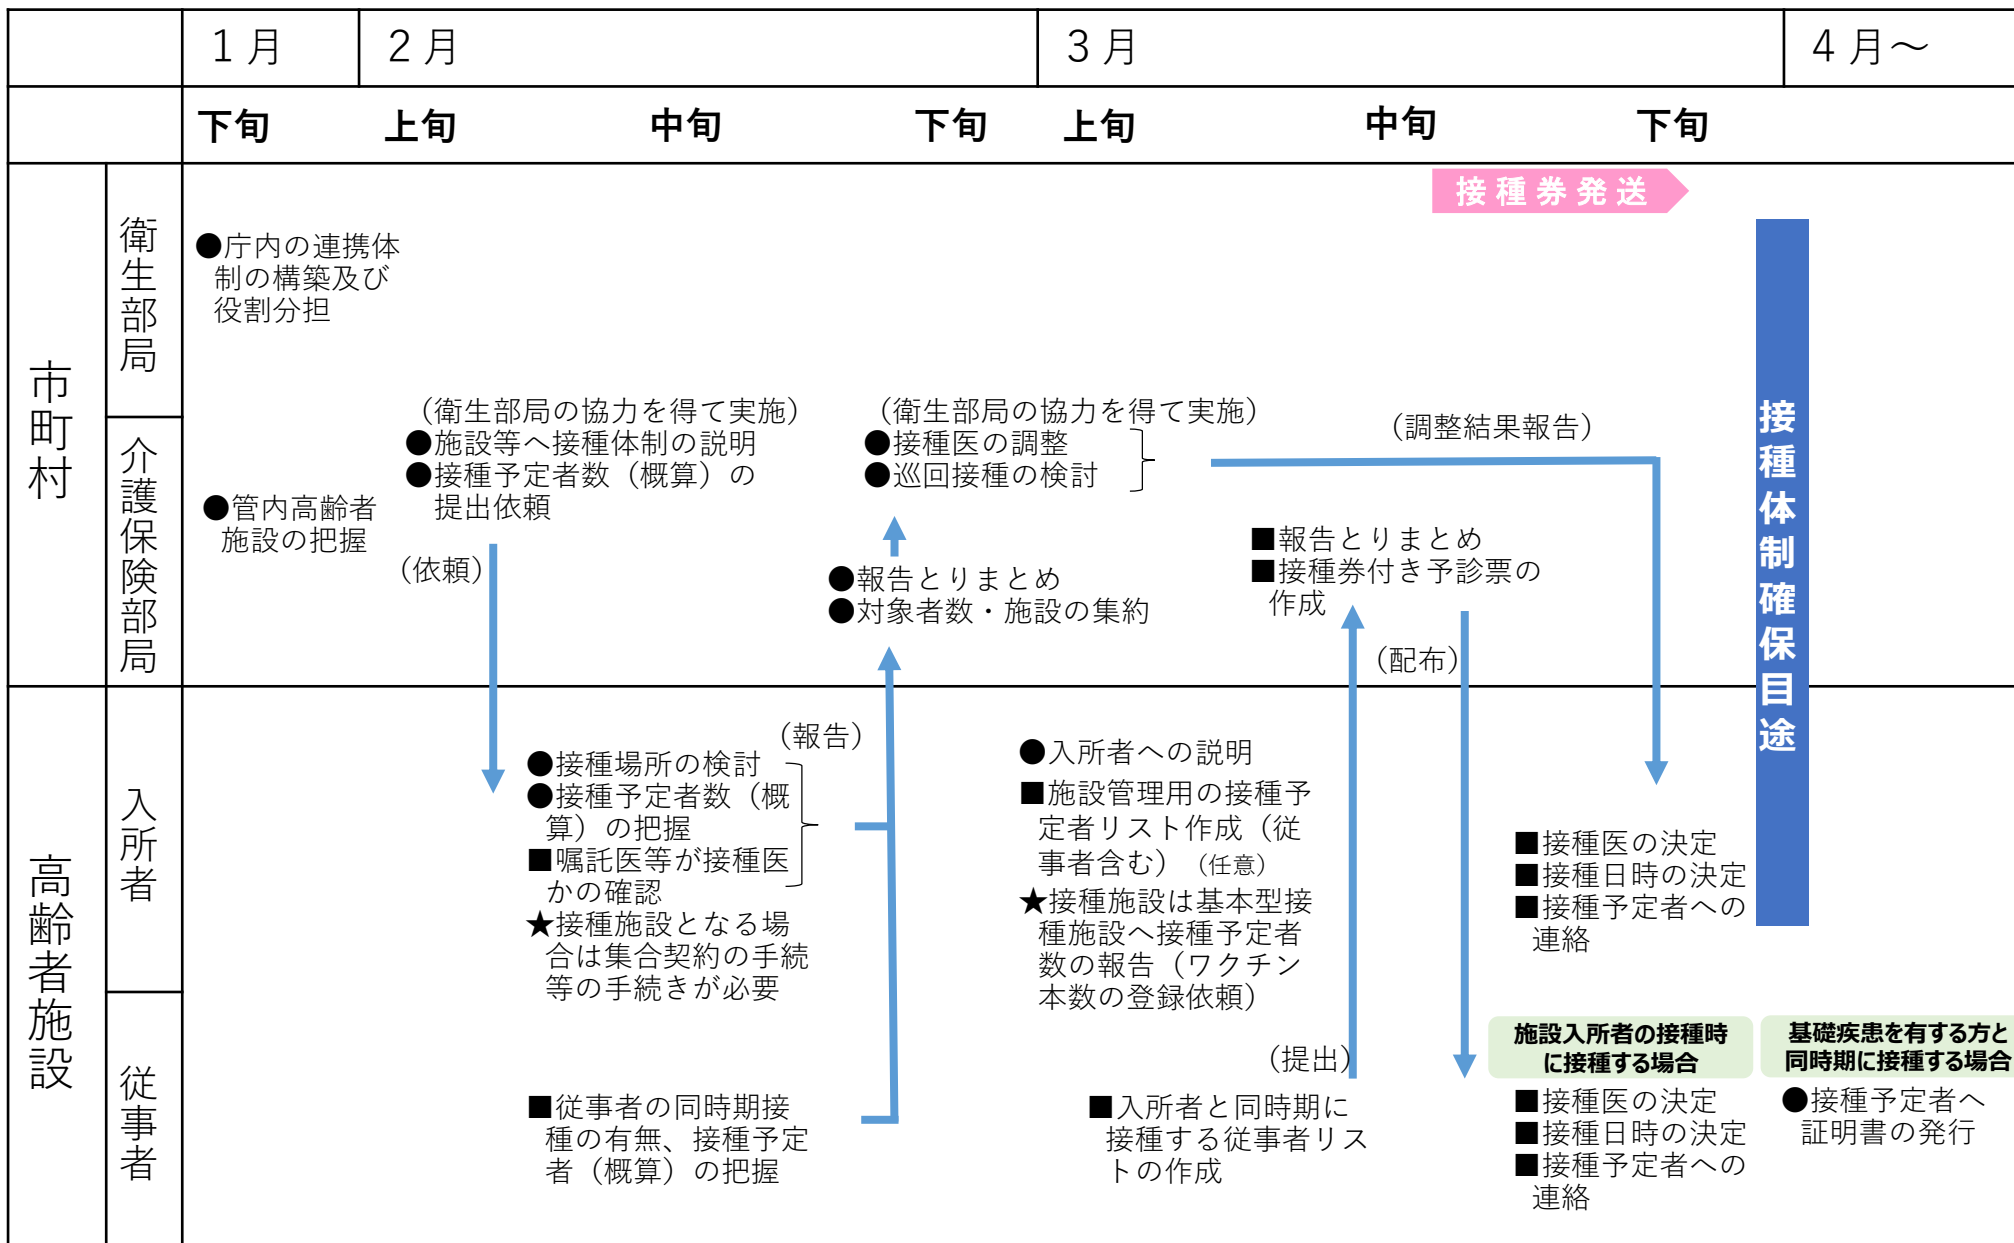 1月
2月
3月
4月～
下旬
上旬
中旬
下旬
上旬
中旬
下旬
市町村
衛生部局
介護保険部局
接種券発送
●庁内の連携体
制の構築及び
役割分担
●管内高齢者
施設の把握
（衛生部局の協力を得て実施）
●施設等へ接種体制の説明
●接種予定者数（概算）の
提出依頼
（依頼）
（衛生部局の協力を得て実施）
●接種医の調整
●巡回接種の検討
●報告とりまとめ
●対象者数・施設の集約
（調整結果報告）
■報告とりまとめ
■接種券付き予診票の
作成
（配布）
接種体制確保目途
高齢者施設
入所者
従事者
（報告）
●接種場所の検討
●接種予定者数（概
算）の把握
■嘱託医等が接種医
かの確認
★接種施設となる場
合は集合契約の手続
等の手続きが必要
●入所者への説明
■施設管理用の接種予
定者リスト作成（従
事者含む）（任意）
★接種施設は基本型接
種施設へ接種予定者
数の報告（ワクチン
本数の登録依頼）
■接種医の決定
■接種日時の決定
■接種予定者への
連絡
■従事者の同時期接
種の有無、接種予定
者（概算）の把握
（提出）
■入所者と同時期に
接種する従事者リス
トの作成
施設入所者の接種時
に接種する場合
■接種医の決定
■接種日時の決定
■接種予定者への
連絡
基礎疾患を有する方と
同時期に接種する場合
●接種予定者へ
証明書の発行